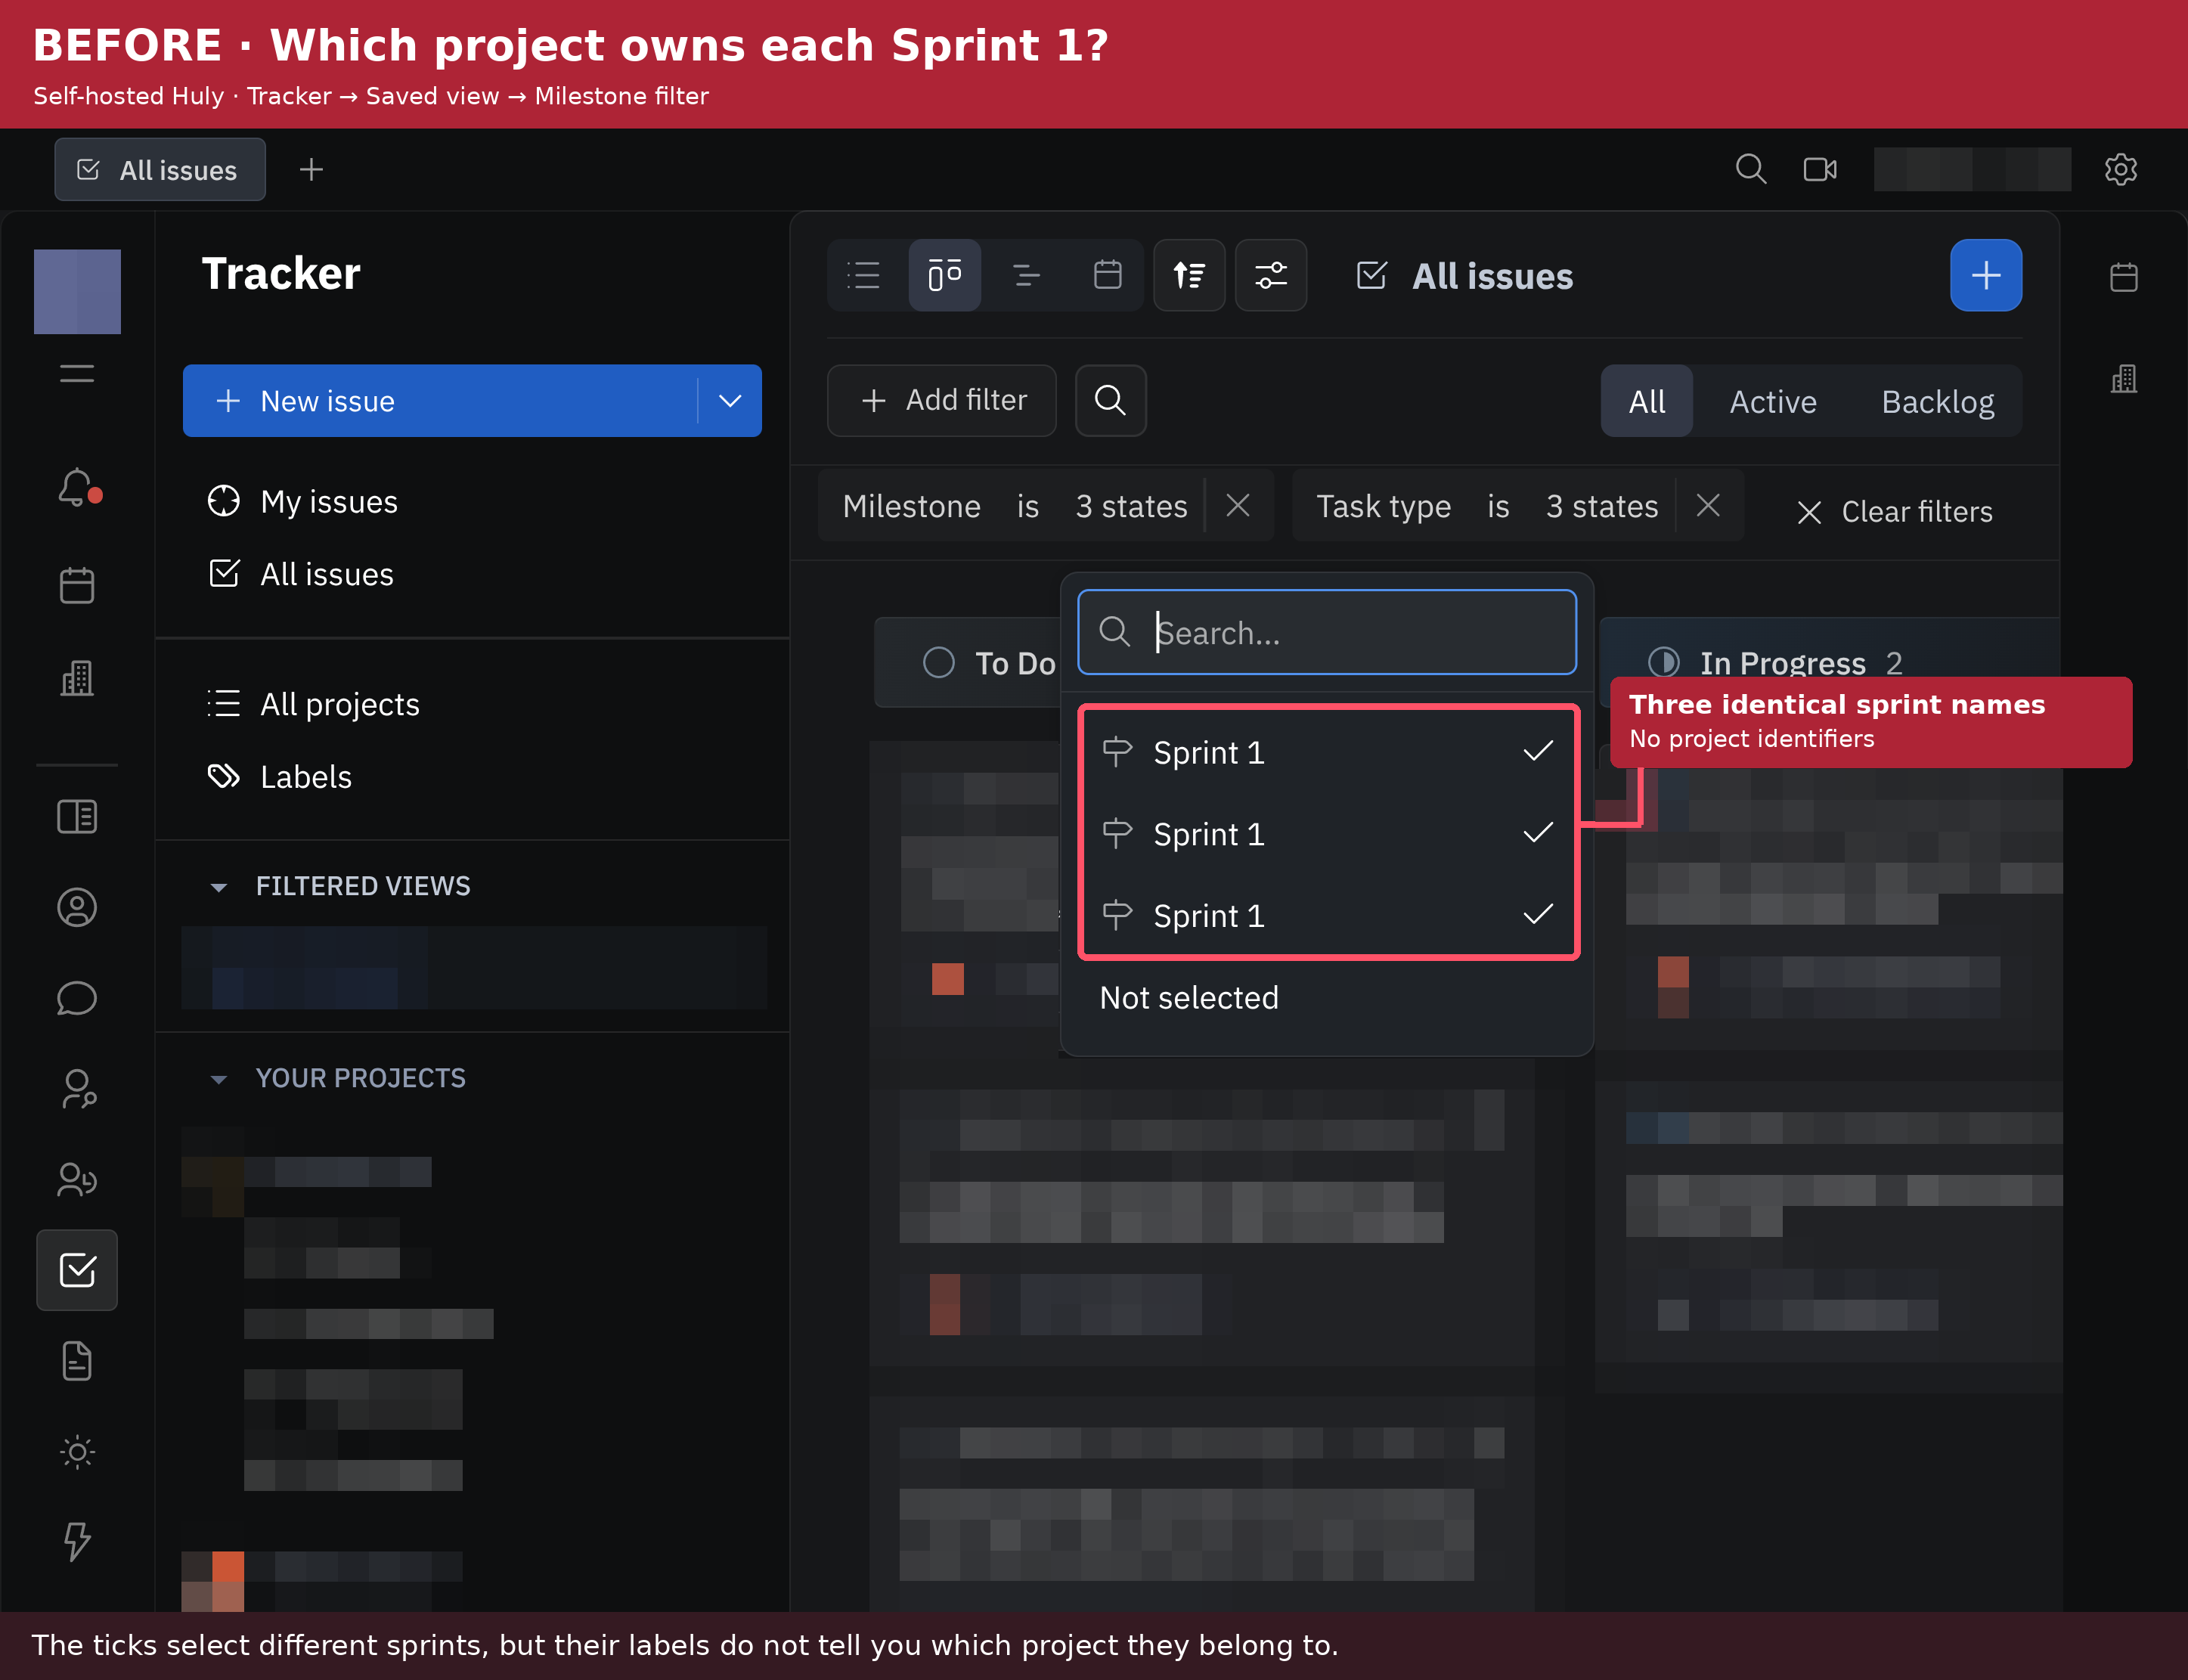 BEFORE · Which project owns each Sprint 1?
Self-hosted Huly · Tracker → Saved view → Milestone filter
All issues
Tracker
All issues
New issue
Add filter
All Active Backlog
My issues
Milestone is 3 states
Task type is 3 states
Clear filters
All issues
Search...
To Do
In Progress 2
All projects
Three identical sprint names
No project identifiers
Labels
Sprint 1
Sprint 1
Sprint 1
Not selected
FILTERED VIEWS
YOUR PROJECTS
The ticks select different sprints, but their labels do not tell you which project they belong to.